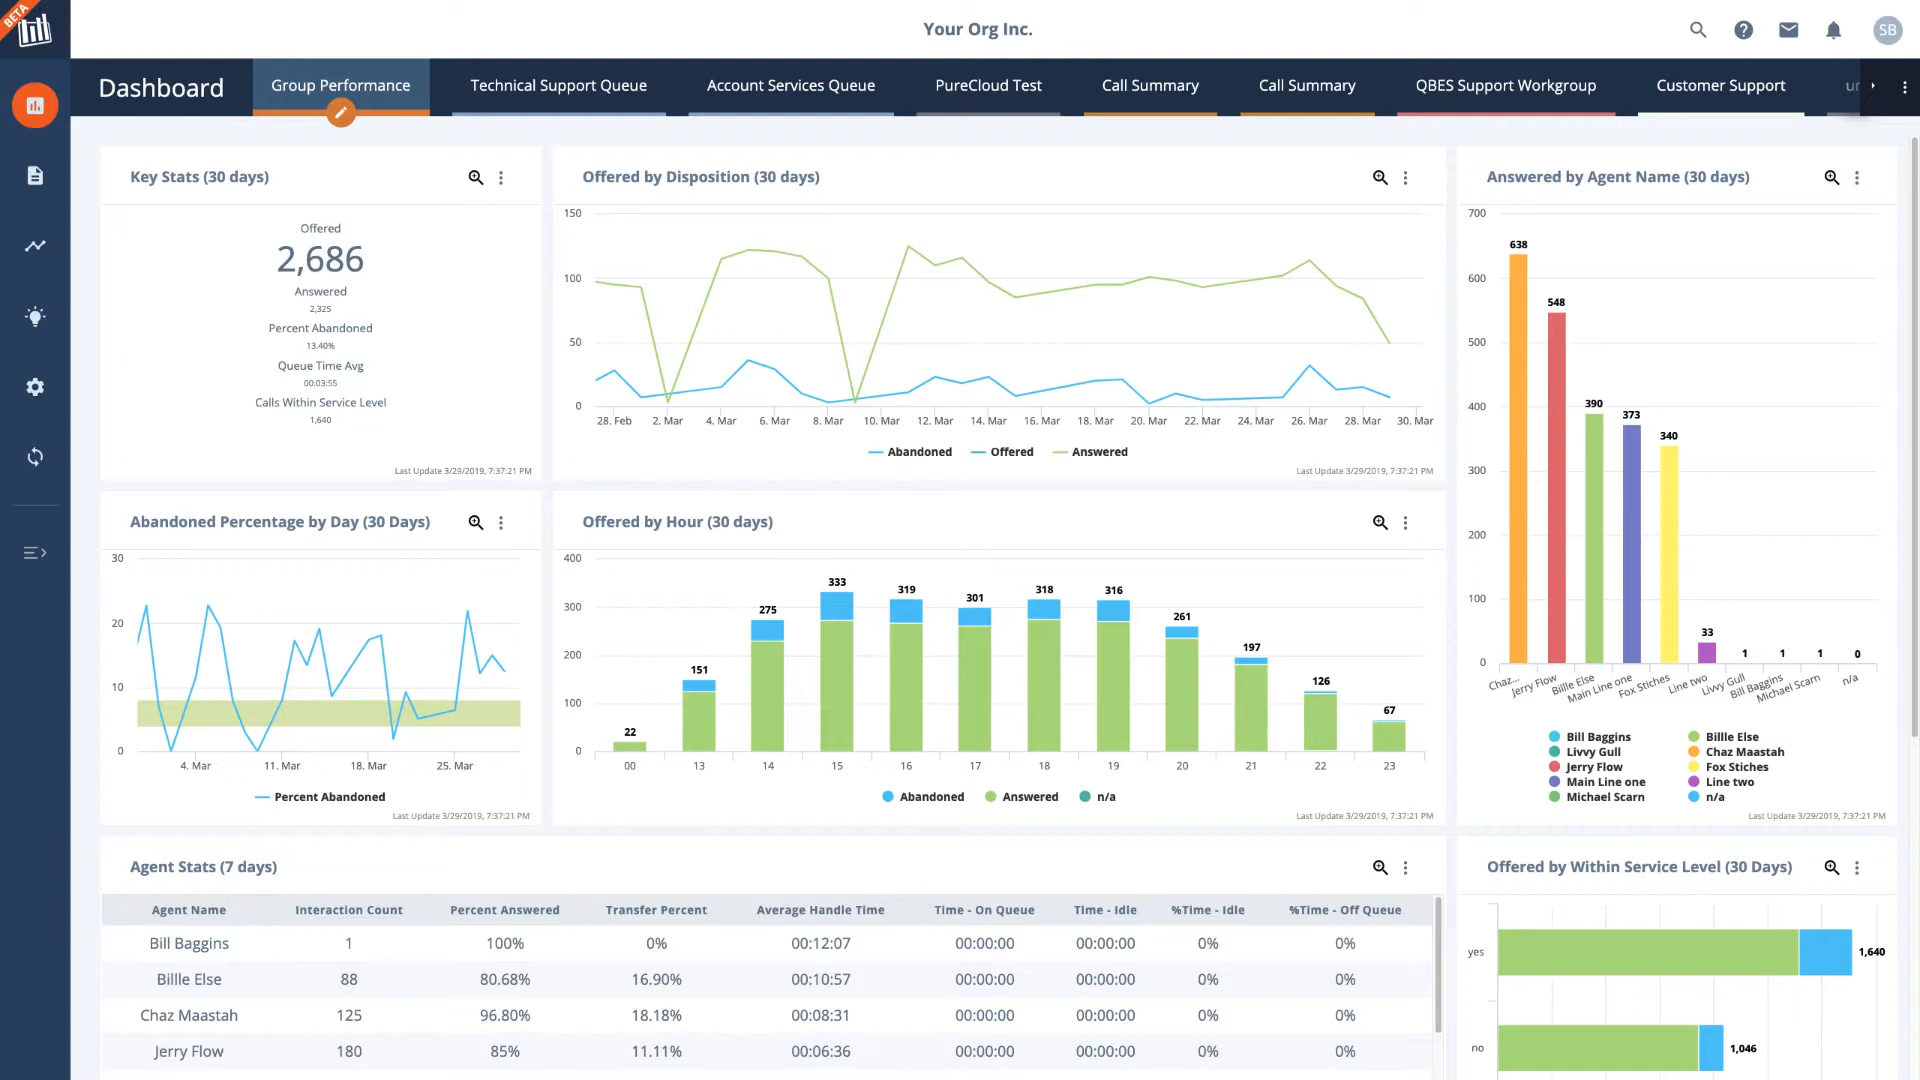 BETA
Your Org Inc.
SB
Dashboard
Group Performance
Technical Support Queue
Account Services Queue
PureCloud Test
Call Summary
Call Summary
QBES Support Workgroup
Customer Support
Key Stats (30 days)
Offered
2,686
Answered
2,325
Percent Abandoned
13.40%
Queue Time Avg
00:03:55
Calls Within Service Level
1,640
Last Update 3/29/2019, 7:37:21 PM
Offered by Disposition (30 days)
150
100
50
0
28. Feb 2. Mar 4. Mar 6. Mar 8. Mar 10. Mar 12. Mar 14. Mar 16. Mar 18. Mar 20. Mar 22. Mar 24. Mar 26. Mar 28. Mar 30. Mar
Abandoned Offered Answered
Last Update 3/29/2019, 7:37:21 PM
Answered by Agent Name (30 days)
700
600
500
400
300
200
100
0
638
548
390
373
340
33
1
1
1
0
Chaz...
Jerry Flow
Billle Else
Main Line one
Fox Stiches
Line two
Livvy Gull
Bill Baggins
Michael Scarn
n/a
Bill Baggins Billle Else
Livvy Gull Chaz Maastah
Jerry Flow Fox Stiches
Main Line one Line two
Michael Scarn n/a
Last Update 3/29/2019, 7:37:21 PM
Abandoned Percentage by Day (30 Days)
30
20
10
0
4. Mar 11. Mar 18. Mar 25. Mar
Percent Abandoned
Last Update 3/29/2019, 7:37:21 PM
Offered by Hour (30 days)
400
300
200
100
0
22 151 275 333 319 301 318 316 261 197 126 67
00 13 14 15 16 17 18 19 20 21 22 23
Abandoned Answered n/a
Last Update 3/29/2019, 7:37:21 PM
Agent Stats (7 days)
Agent Name Interaction Count Percent Answered Transfer Percent Average Handle Time Time - On Queue Time - Idle %Time - Idle %Time - Off Queue
Bill Baggins 1 100% 0% 00:12:07 00:00:00 00:00:00 0% 0%
Billle Else 88 80.68% 16.90% 00:10:57 00:00:00 00:00:00 0% 0%
Chaz Maastah 125 96.80% 18.18% 00:08:31 00:00:00 00:00:00 0% 0%
Jerry Flow 180 85% 11.11% 00:06:36 00:00:00 00:00:00 0% 0%
Offered by Within Service Level (30 Days)
yes 1,640
no 1,046